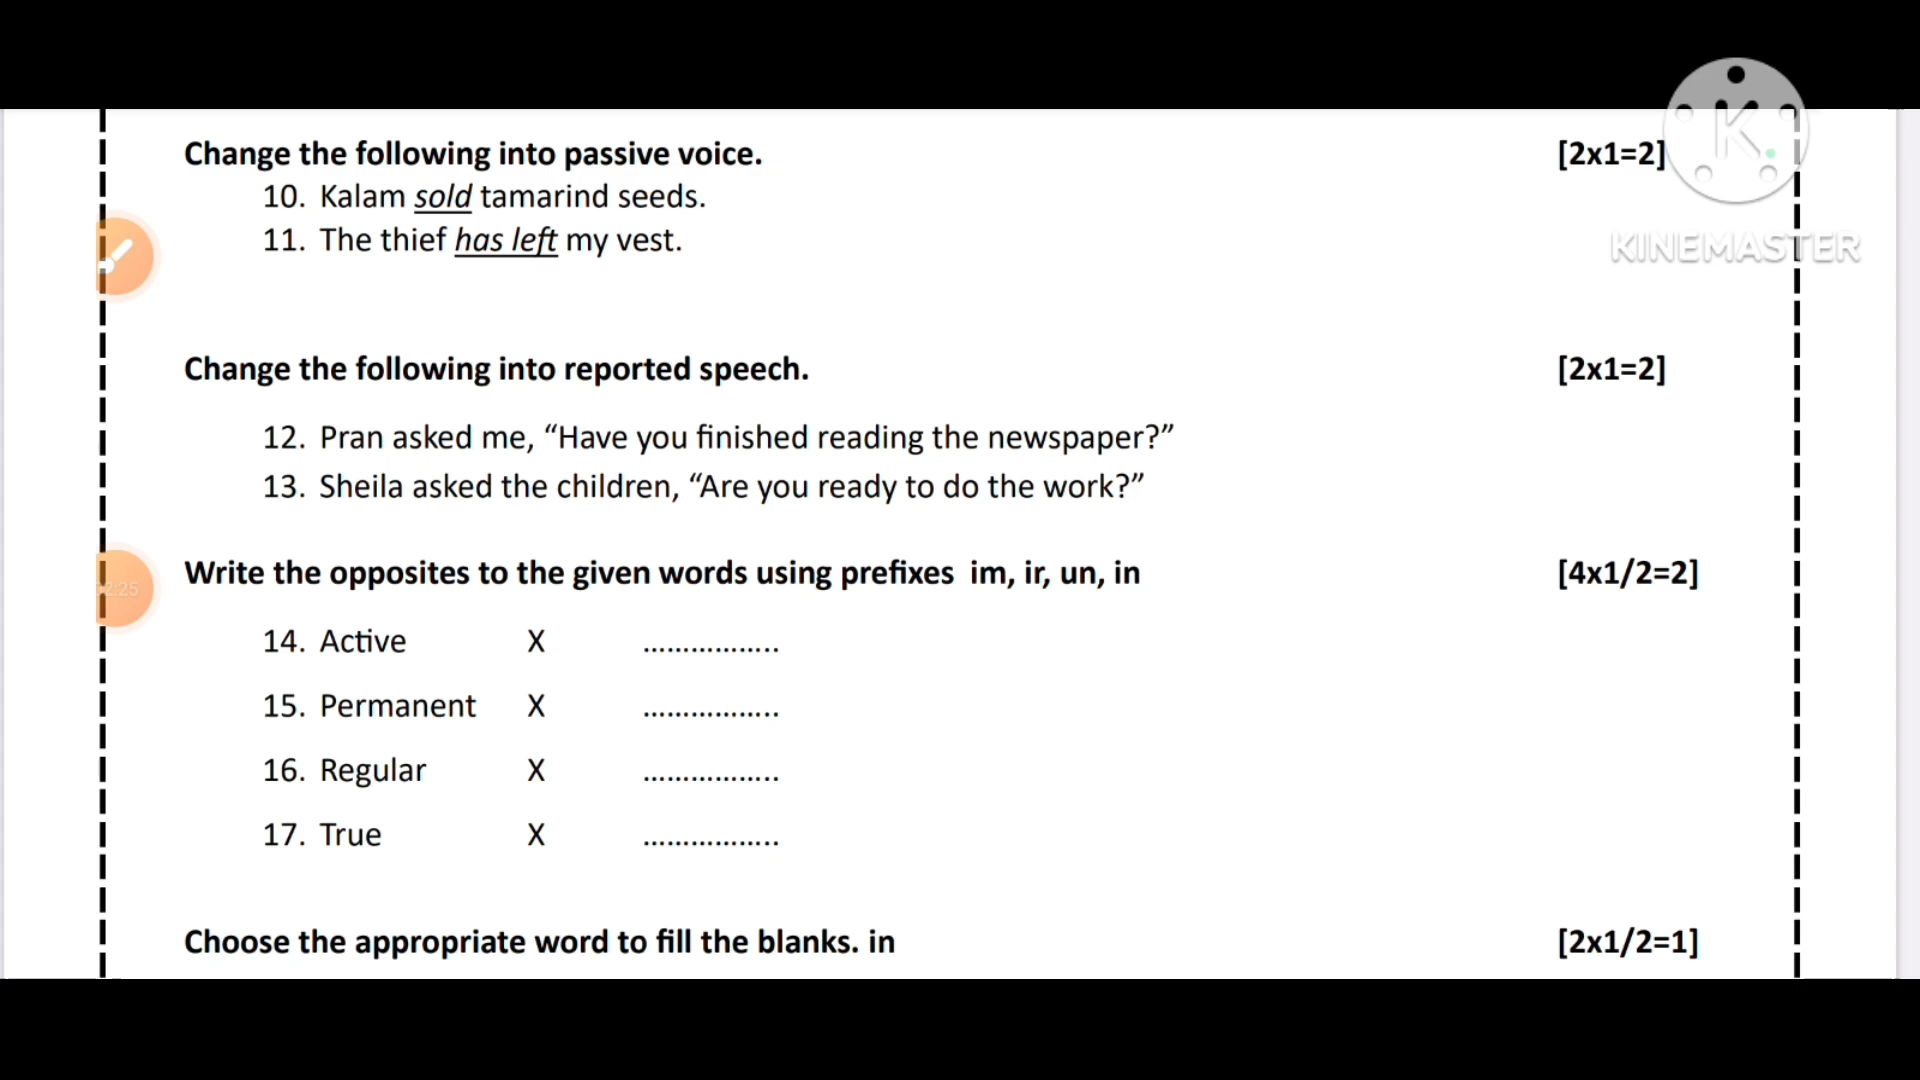 Change the following into passive voice. [2x1=2]
10. Kalam sold tamarind seeds.
11. The thief has left my vest.
KINEMASTER
Change the following into reported speech. [2x1=2]
12. Pran asked me, “Have you finished reading the newspaper?”
13. Sheila asked the children, “Are you ready to do the work?”
Write the opposites to the given words using prefixes im, ir, un, in [4x1/2=2]
02:25
14. Active X ................
15. Permanent X ................
16. Regular X ................
17. True X ................
Choose the appropriate word to fill the blanks. in [2x1/2=1]